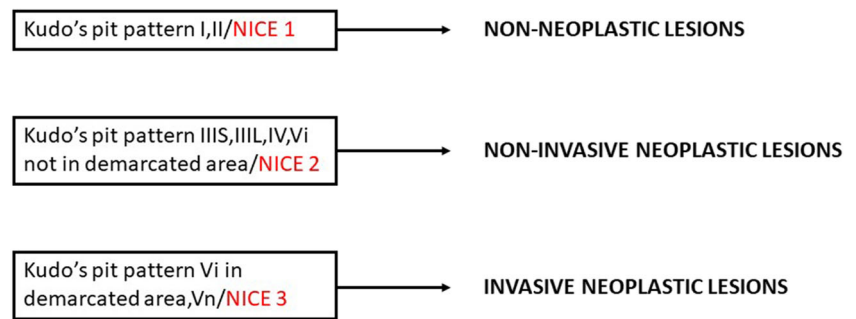 Kudo's pit pattern I,II/NICE 1
NON-NEOPLASTIC LESIONS
Kudo's pit pattern IIIS,IIIL,IV,Vi
not in demarcated area/NICE 2
NON-INVASIVE NEOPLASTIC LESIONS
Kudo's pit pattern Vi in
demarcated area,Vn/NICE 3
INVASIVE NEOPLASTIC LESIONS